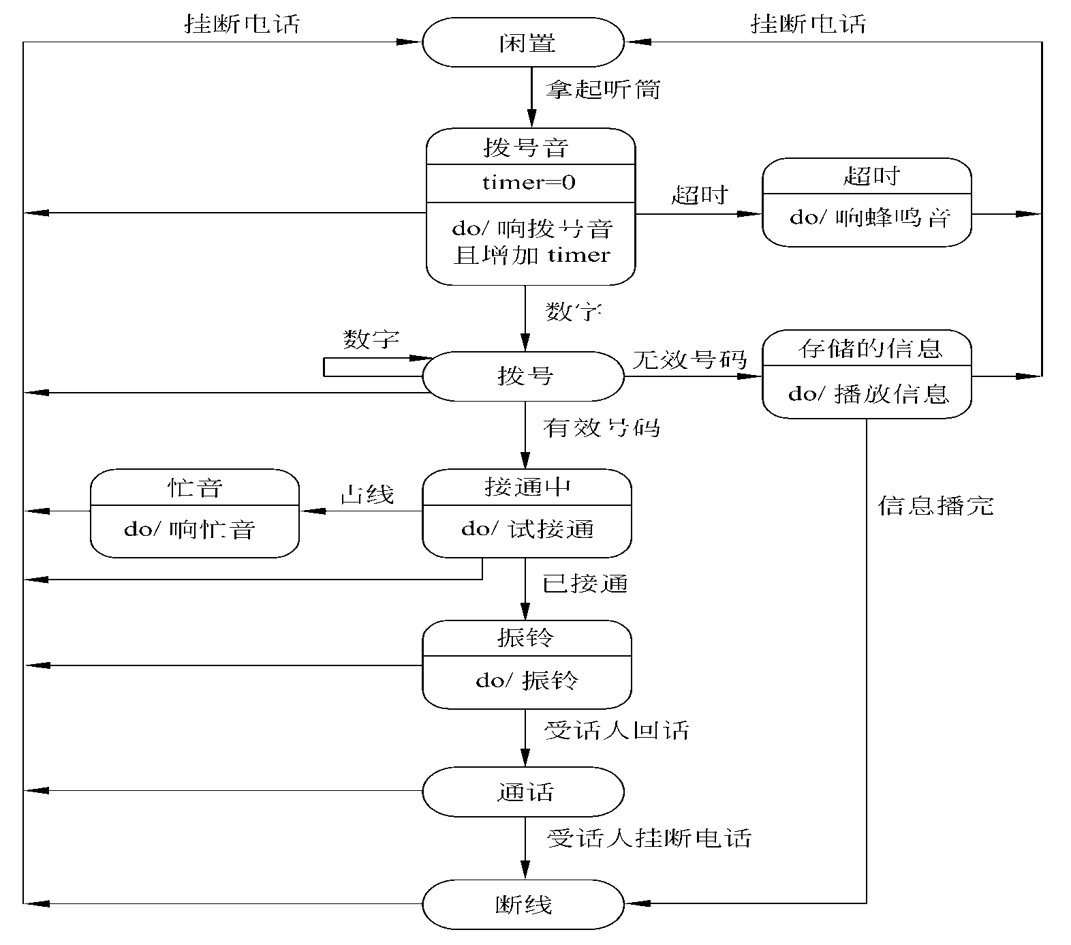 挂断电话
闲置
挂断电话
拿起听筒
拨号音
timer=0
do/ 响拨号音
且增加 timer
超时
超时
do/ 响蜂鸣音
数字
数字
拨号
无效号码
存储的信息
do/ 播放信息
有效号码
忙音
do/ 响忙音
占线
接通中
do/ 试接通
信息播完
已接通
振铃
do/ 振铃
受话人回话
通话
受话人挂断电话
断线